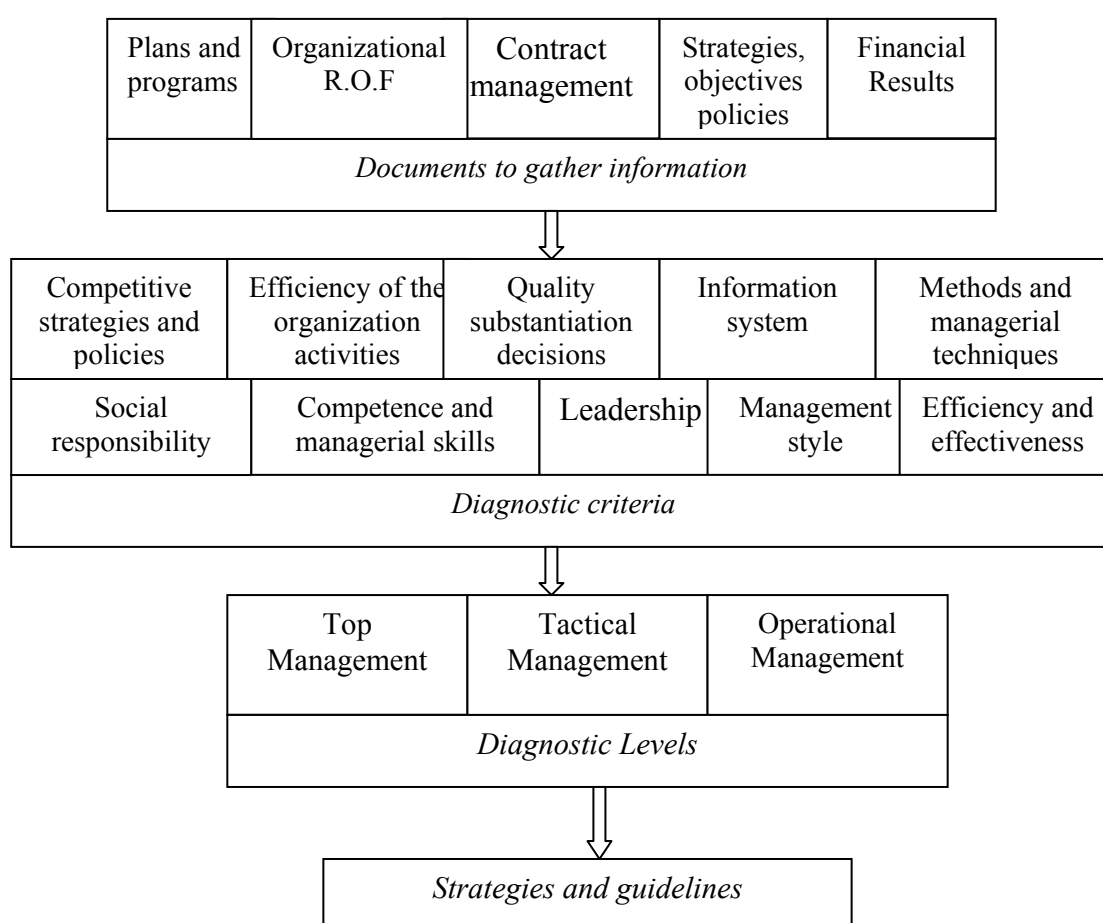 Plans and
programs
Organizational
R.O.F
Contract
management
Strategies,
objectives
policies
Financial
Results
Documents to gather information
Competitive
strategies and
policies
Efficiency of the
organization
activities
Quality
substantiation
decisions
Information
system
Methods and
managerial
techniques
Social
responsibility
Competence and
managerial skills
Leadership
Management
style
Efficiency and
effectiveness
Diagnostic criteria
Top
Management
Tactical
Management
Operational
Management
Diagnostic Levels
Strategies and guidelines